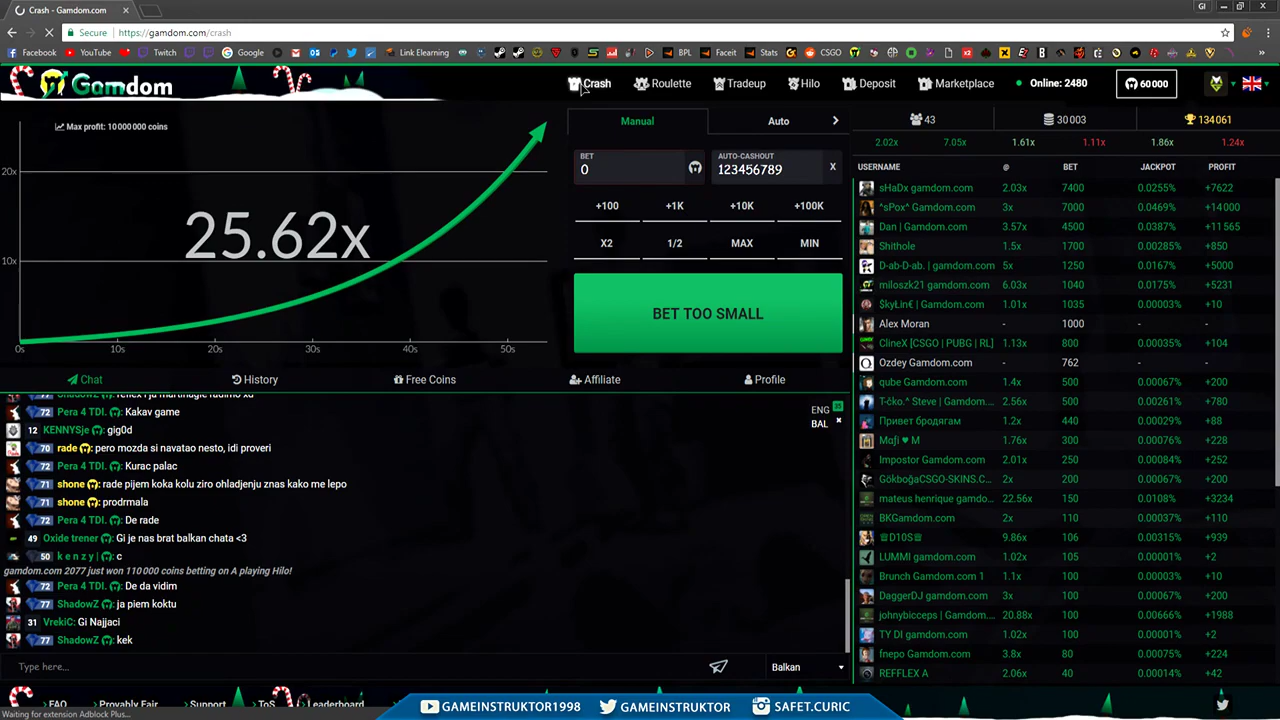 Crash - Gamdom.com
GI
Secure https://gamdom.com/crash
Facebook YouTube Twitch Twitter Google Link Elearning BPL Faceit Stats CSGO
Gamdom
Crash Roulette Tradeup Hilo Deposit Marketplace Online: 2480 60 000
Max profit: 10 000 000 coins
20x
10x
25.62x
0s 10s 20s 30s 40s 50s
Manual Auto
BET
0
AUTO-CASHOUT
123456789 X
+100 +1K +10K +100K
X2 1/2 MAX MIN
BET TOO SMALL
43 30 003 134 061
2.02x 7.05x 1.61x 1.11x 1.86x 1.24x
USERNAME @ BET JACKPOT PROFIT
sHaDx gamdom.com 2.03x 7400 0.0255% +7622
^sPox^ Gamdom.com 3x 7000 0.0469% +14 000
Dan | Gamdom.com 3.57x 4500 0.0387% +11 565
Shithole 1.5x 1700 0.00285% +850
D-ab-D-ab. | gamdom.com 5x 1250 0.0167% +5000
miloszk21 gamdom.com 6.03x 1040 0.0175% +5231
$kyŁin€ | Gamdom.com 1.01x 1035 0.00003% +10
Alex Moran - 1000 - -
ClineX [CSGO | PUBG | RL] 1.13x 800 0.00035% +104
Ozdey Gamdom.com - 762 - -
qube Gamdom.com 1.4x 500 0.00067% +200
T-čko.^ Steve | Gamdom.... 2.56x 500 0.00261% +780
Привет бродягам 1.2x 440 0.00029% +88
Mαʃi ♥ M 1.76x 300 0.00076% +228
Impostor Gamdom.com 2.01x 250 0.00084% +252
GökboğaCSGO-SKINS.C... 2x 200 0.00067% +200
mateus henrique gamdo... 22.56x 150 0.0108% +3234
BKGamdom.com 2x 110 0.00037% +110
♕D10S♕ 9.86x 106 0.00315% +939
LUMMI gamdom.com 1.02x 105 0.00001% +2
Brunch Gamdom.com 1 1.1x 100 0.00003% +10
DaggerDJ gamdom.com 3x 100 0.00067% +200
johnybicceps | Gamdom... 20.88x 100 0.00666% +1988
TY DI gamdom.com 1.02x 100 0.00001% +2
fnepo Gamdom.com 3.8x 80 0.00075% +224
REFFLEX A 2.06x 40 0.00014% +42
Chat History Free Coins Affiliate Profile
ENG
BAL
72 Pera 4 TDI. : Kakav game
12 KENNYSje : gig0d
70 rade : pero mozda si navatao nesto, idi proveri
72 Pera 4 TDI. : Kurac palac
71 shone : rade pijem koka kolu ziro ohladjenju znas kako me lepo
71 shone : prodrmala
72 Pera 4 TDI. : De rade
49 Oxide trener : Gi je nas brat balkan chata <3
50 k e n z y | : c
gamdom.com 2077 just won 110 000 coins betting on A playing Hilo!
72 Pera 4 TDI. : De da vidim
77 ShadowZ : ja piem koktu
31 VrekiC: Gi Najjaci
77 ShadowZ : kek
Type here...
Balkan
FAQ Provably Fair Support ToS Leaderboard
Waiting for extension Adblock Plus...
GAMEINSTRUKTOR1998 GAMEINSTRUKTOR SAFET.CURIC